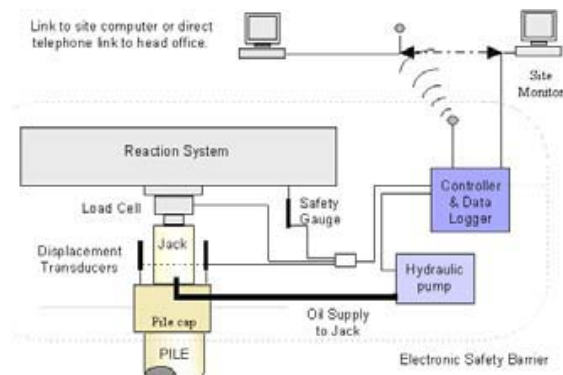 Link to site computer or direct
telephone link to head office.
Site
Monitor
Reaction System
Load Cell
Safety
Gauge
Controller
& Data
Logger
Displacement
Transducers
Jack
Hydraulic
pump
Oil Supply
to Jack
Pile cap
PILE
Electronic Safety Barrier